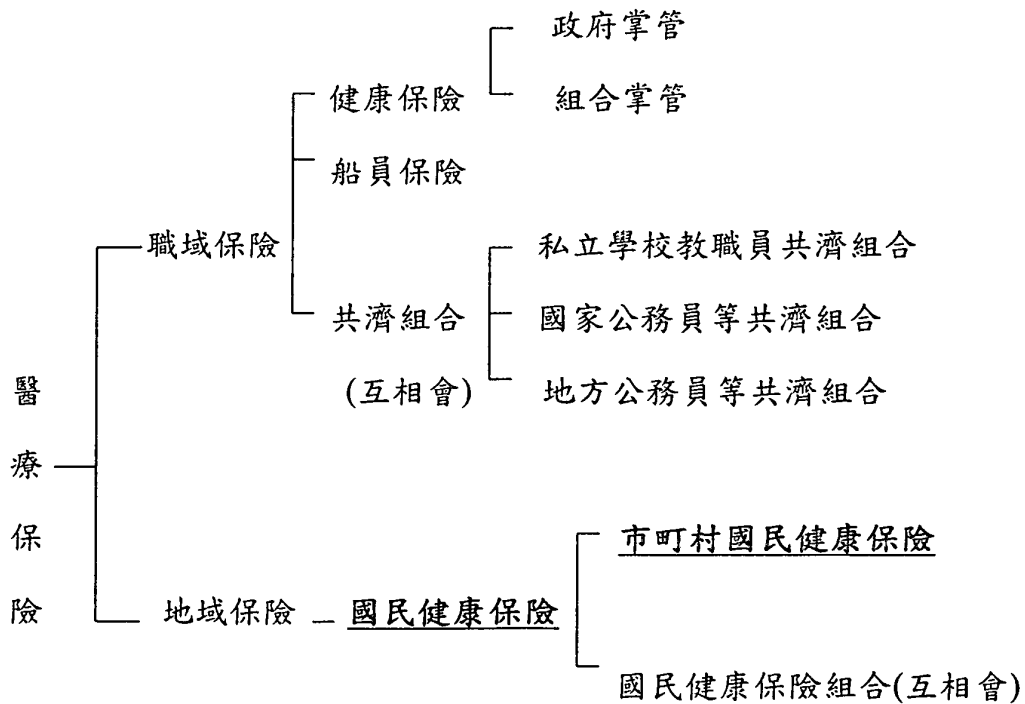 政府掌管
健康保險
組合掌管
船員保險
職域保險
私立學校教職員共濟組合
共濟組合
國家公務員等共濟組合
(互相會)
地方公務員等共濟組合
醫療保險
市町村國民健康保險
地域保險
國民健康保險
國民健康保險組合(互相會)